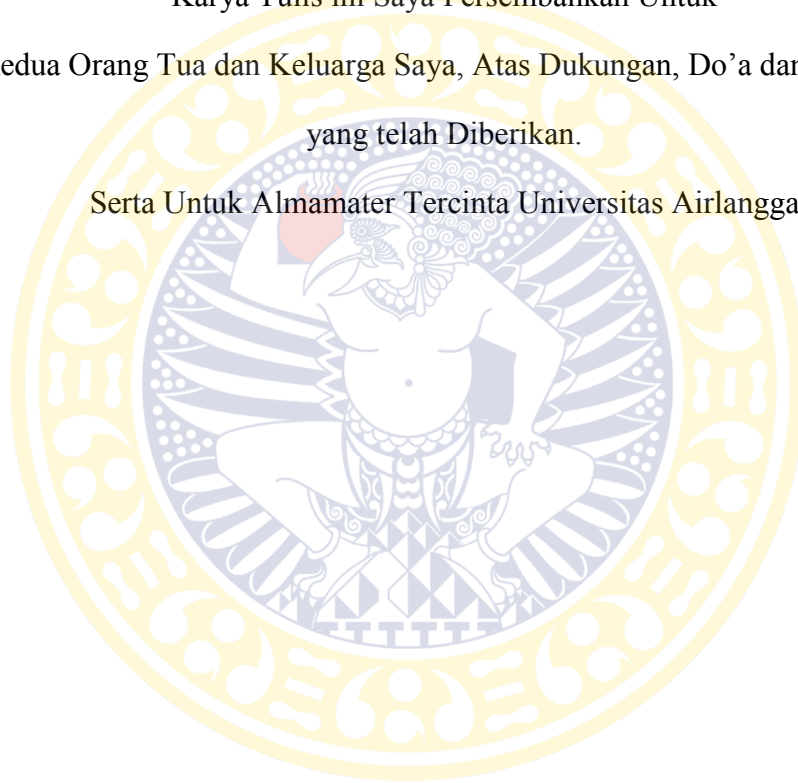 Karya Tulis ini Saya Persembahkan Untuk
edua Orang Tua dan Keluarga Saya, Atas Dukungan, Do’a dan
yang telah Diberikan.
Serta Untuk Almamater Tercinta Universitas Airlangga